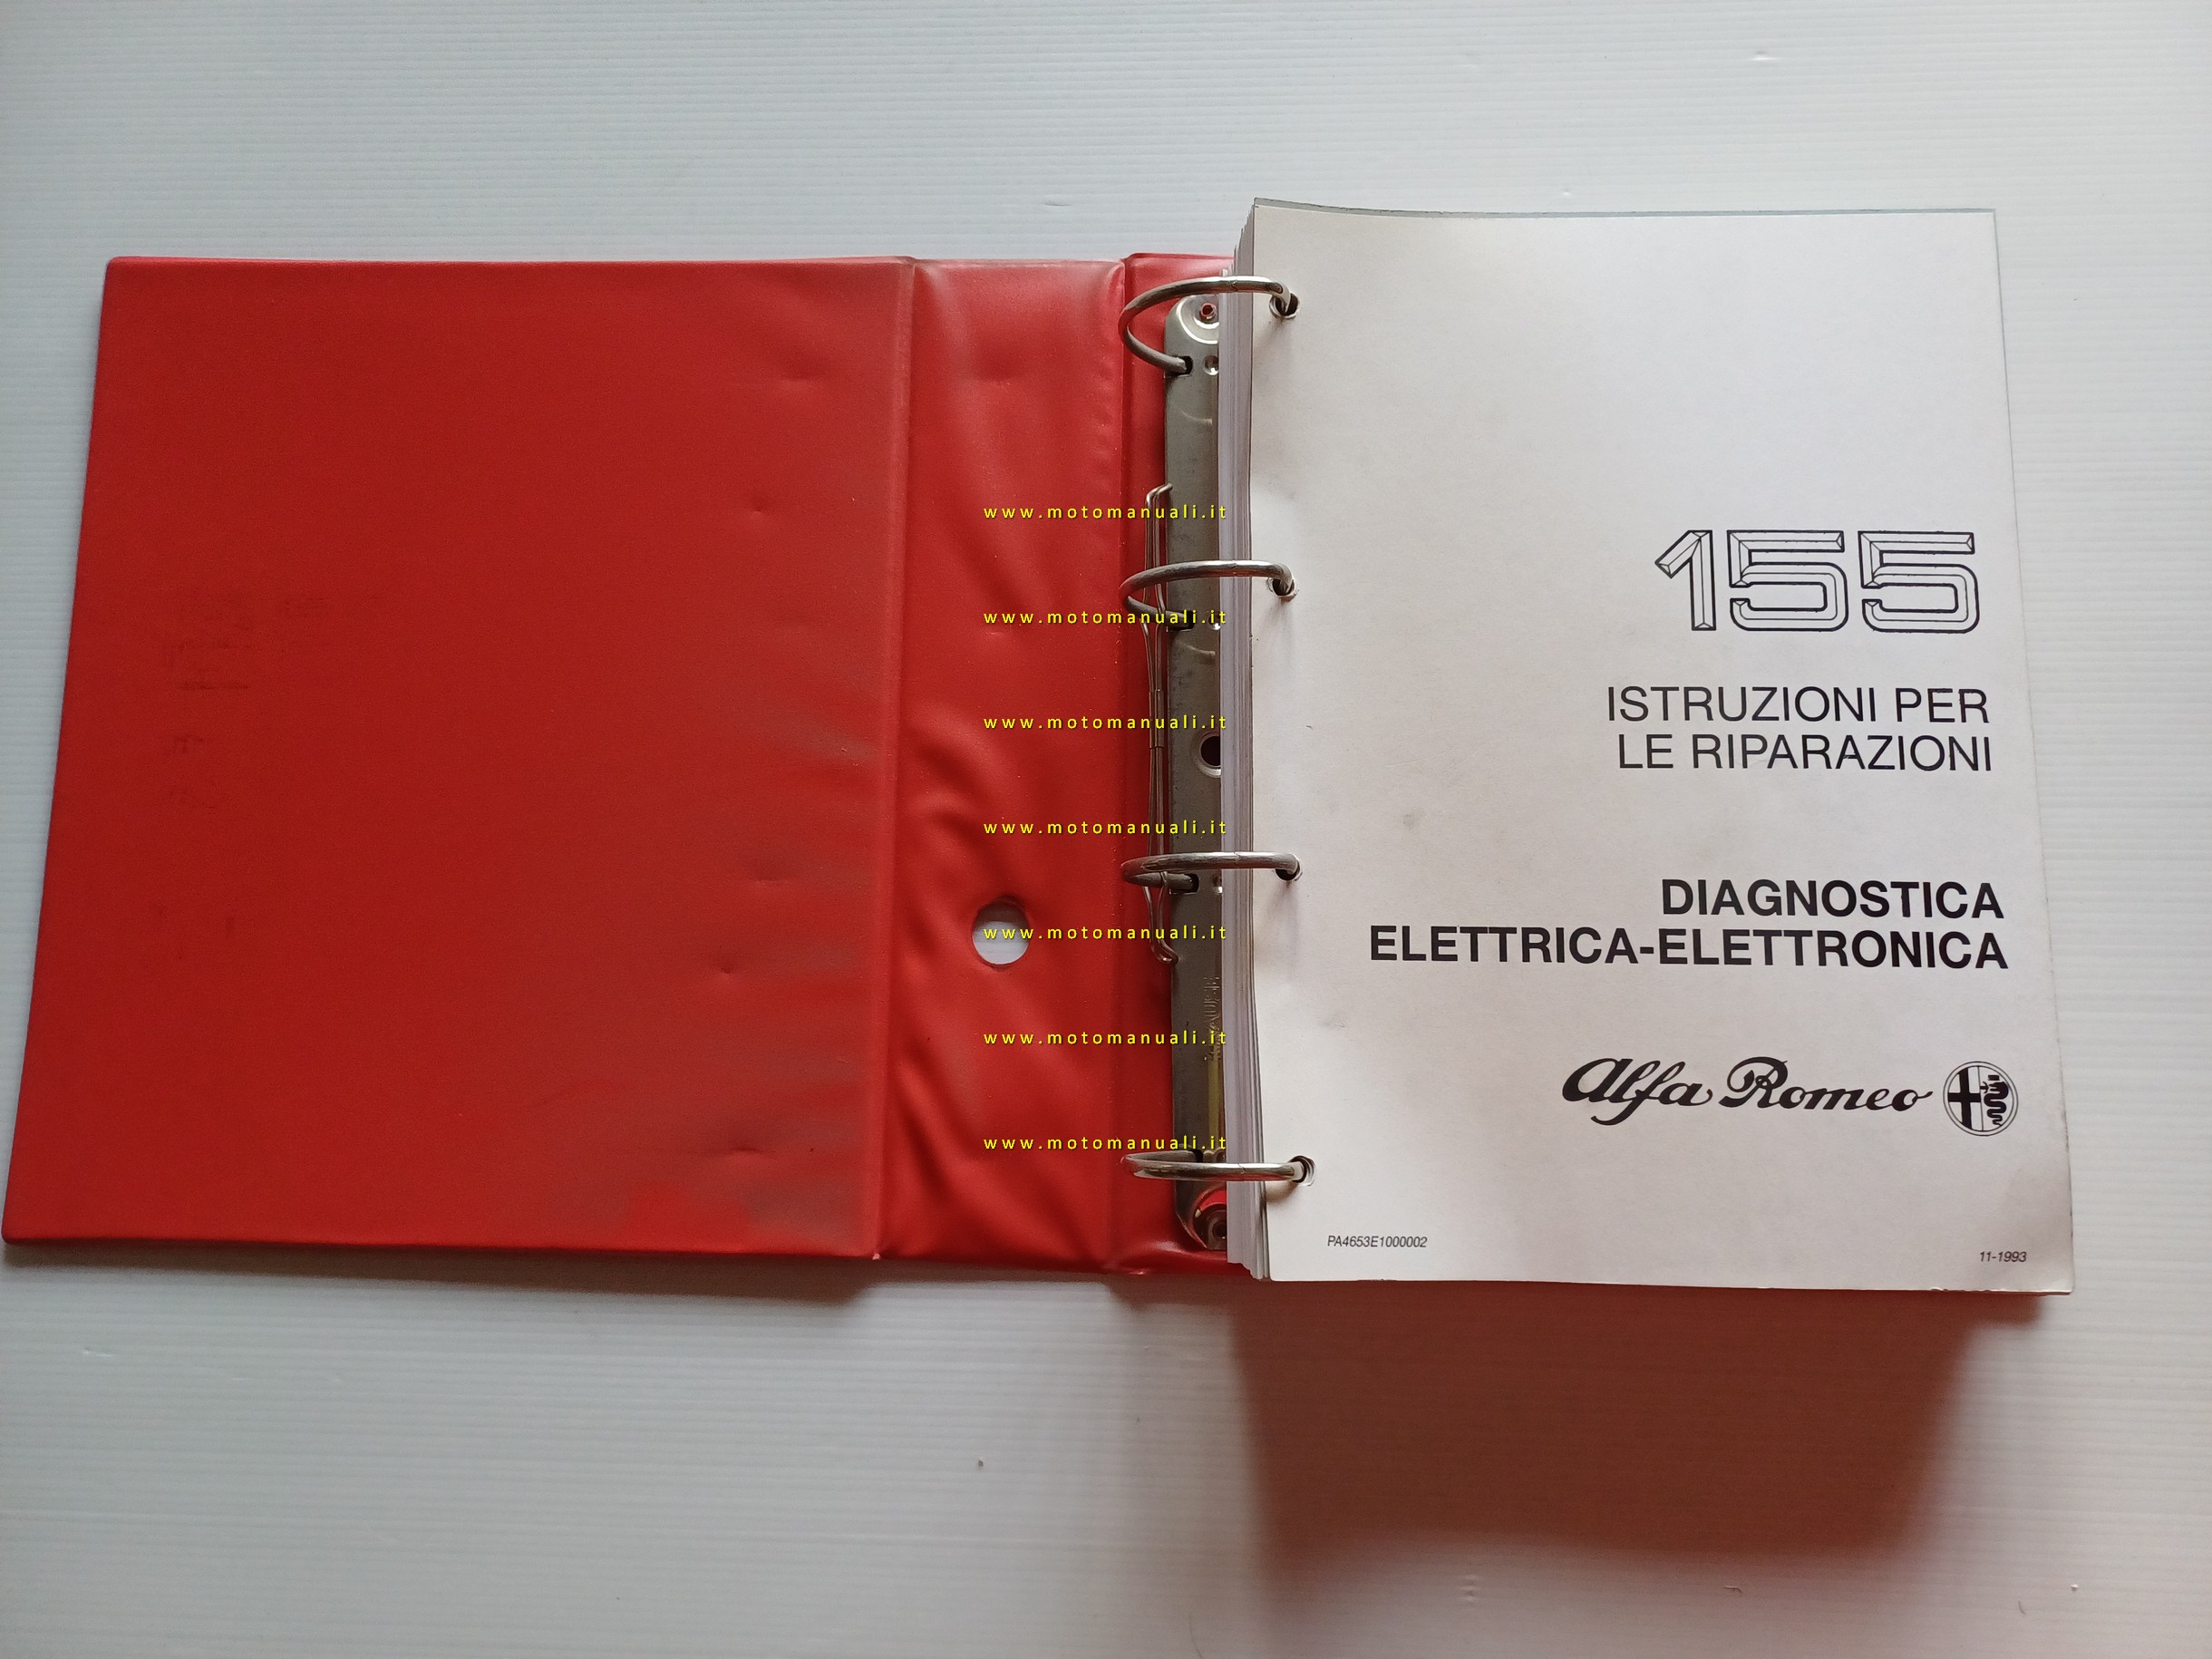 www.motomanuali.it
www.motomanuali.it
www.motomanuali.it
www.motomanuali.it
www.motomanuali.it
www.motomanuali.it
www.motomanuali.it
155
ISTRUZIONI PER
LE RIPARAZIONI
DIAGNOSTICA
ELETTRICA-ELETTRONICA
Alfa Romeo
PA4653E1000002
11-1993